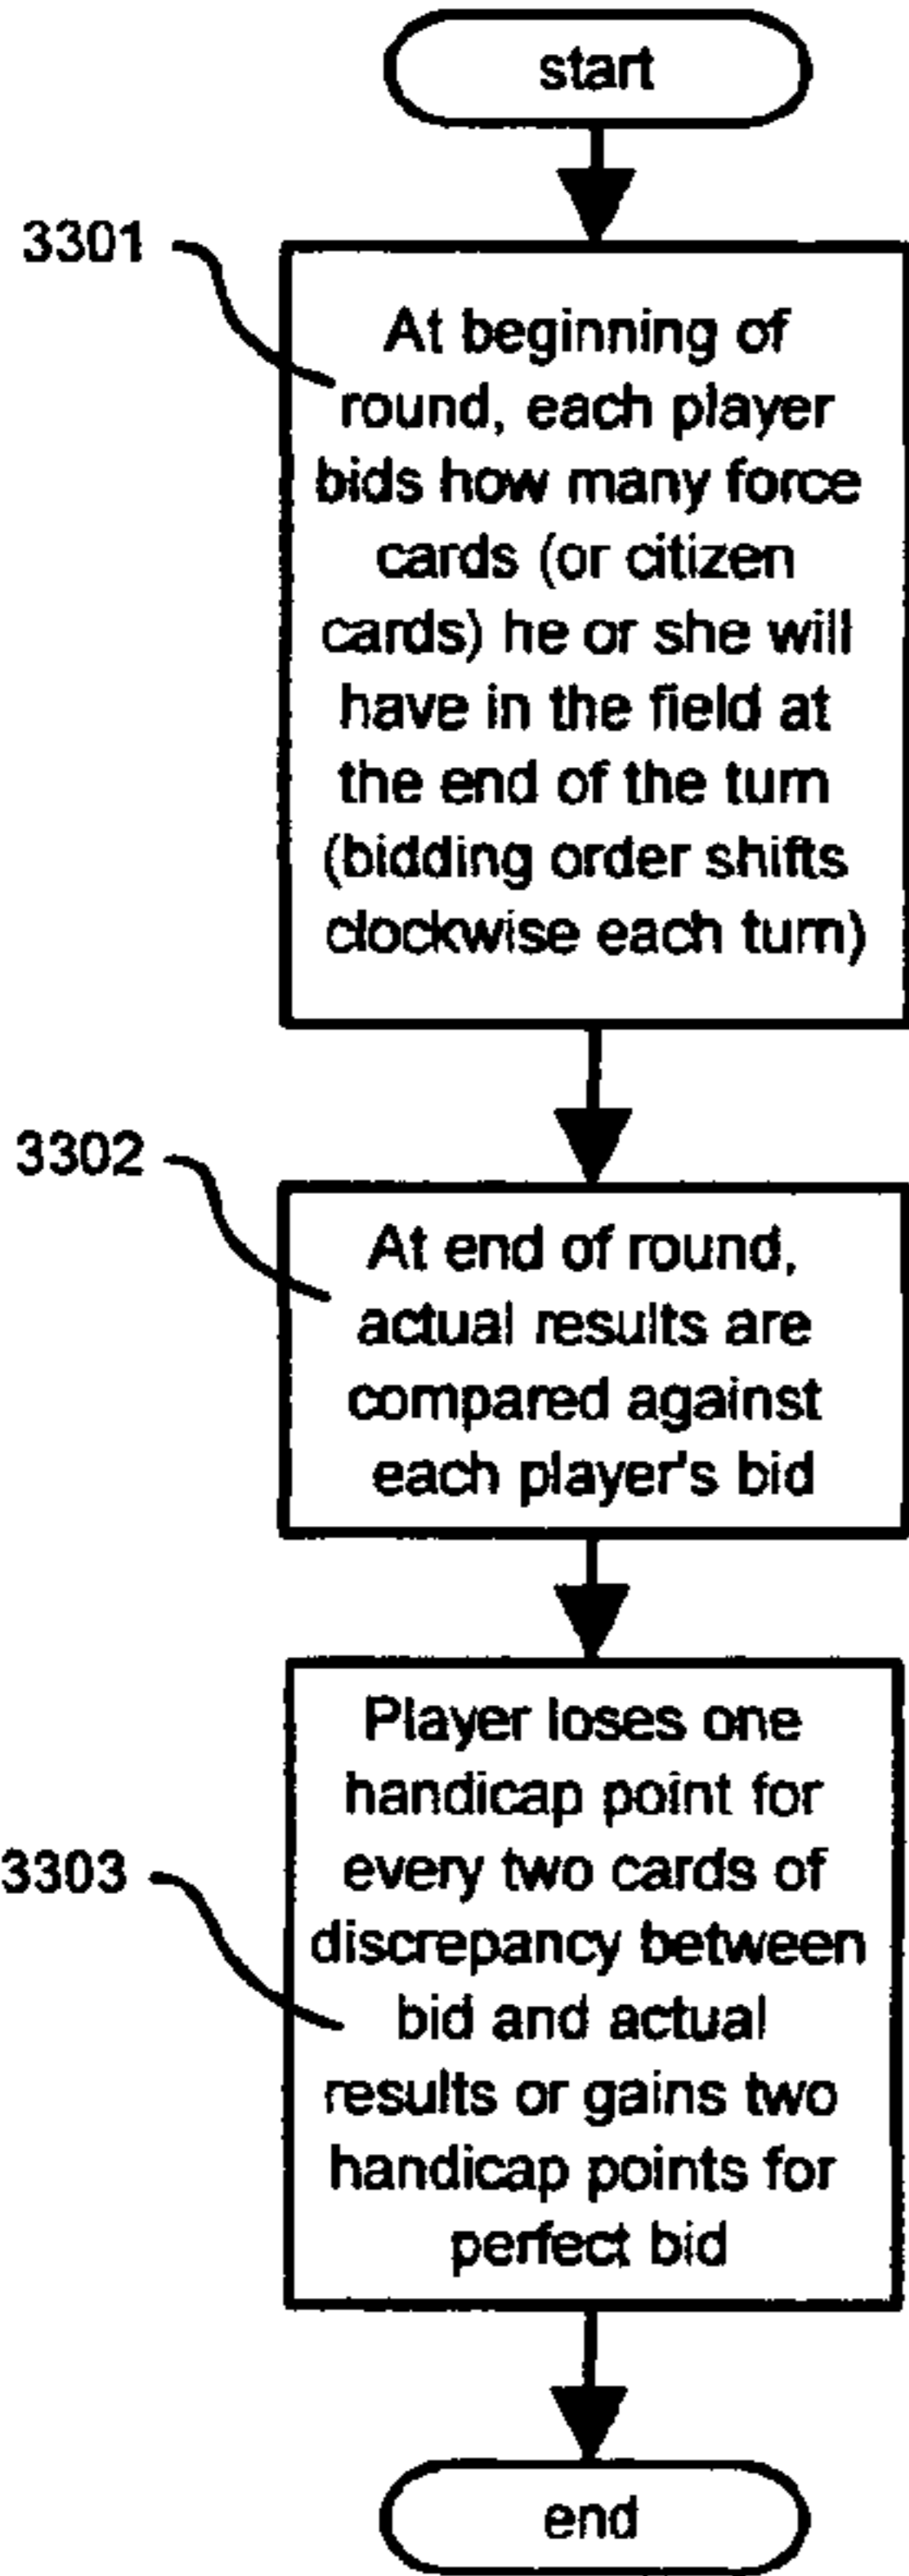 start
3301
At beginning of
round, each player
bids how many force
cards (or citizen
cards) he or she will
have in the field at
the end of the turn
(bidding order shifts
clockwise each turn)
3302
At end of round,
actual results are
compared against
each player's bid
Player loses one
handicap point for
3303
every two cards of
discrepancy between
bid and actual
results or gains two
handicap points for
perfect bid
end